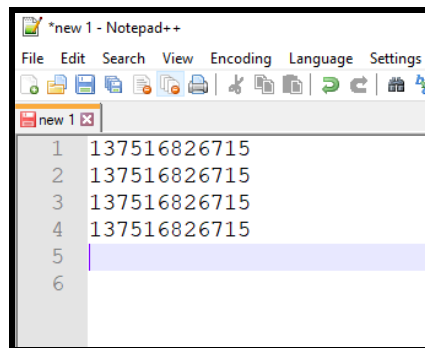 *new 1 - Notepad++
File Edit Search View Encoding Language Settings
new 1
1 137516826715
2 137516826715
3 137516826715
4 137516826715
5
6